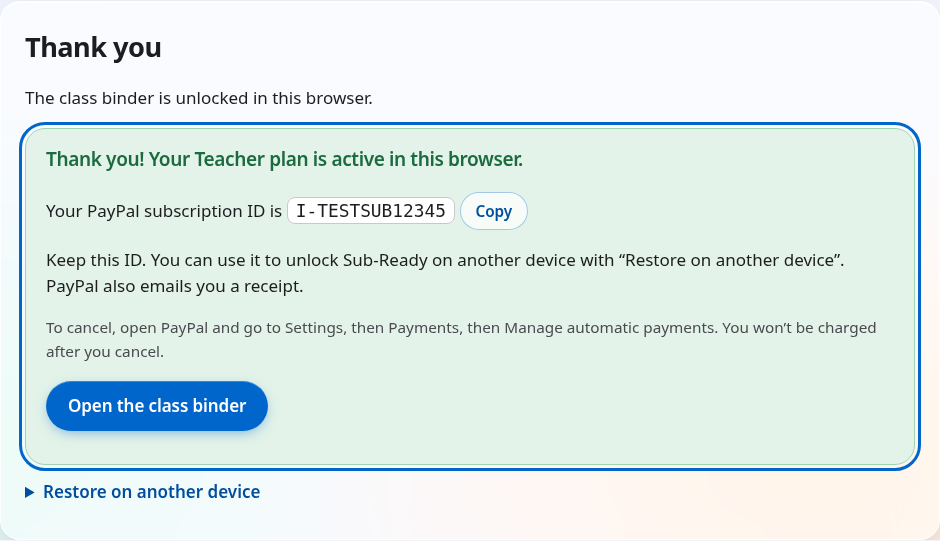 Thank you
The class binder is unlocked in this browser.
Thank you! Your Teacher plan is active in this browser.
Your PayPal subscription ID is I-TESTSUB12345 Copy
Keep this ID. You can use it to unlock Sub-Ready on another device with “Restore on another device”.
PayPal also emails you a receipt.
To cancel, open PayPal and go to Settings, then Payments, then Manage automatic payments. You won’t be charged
after you cancel.
Open the class binder
Restore on another device